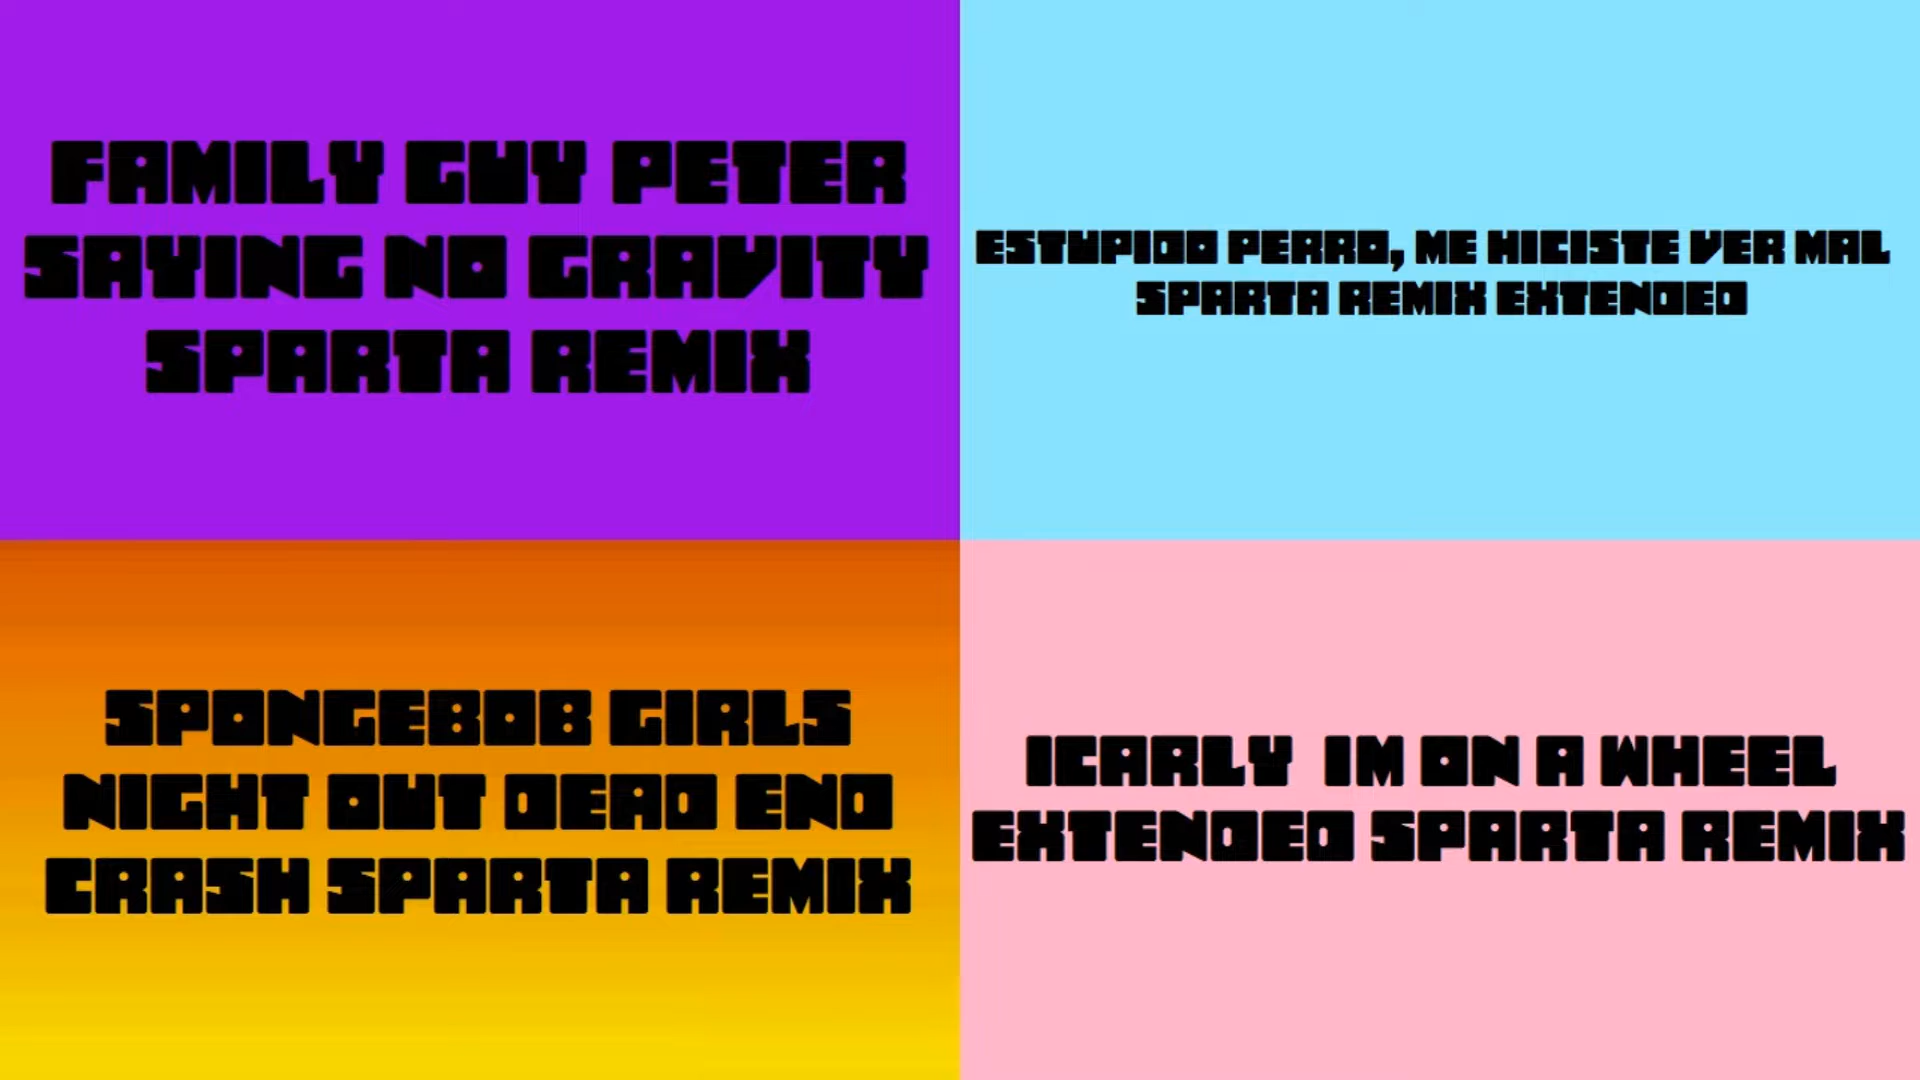 FAMILY GUY PETER
SAYING NO GRAVITY
SPARTA REMIX
ESTUPIDO PERRO, ME HICISTE VER MAL
SPARTA REMIX EXTENDED
SPONGEBOB GIRLS
NIGHT OUT DEAD END
CRASH SPARTA REMIX
ICARLY IM ON A WHEEL
EXTENDED SPARTA REMIX